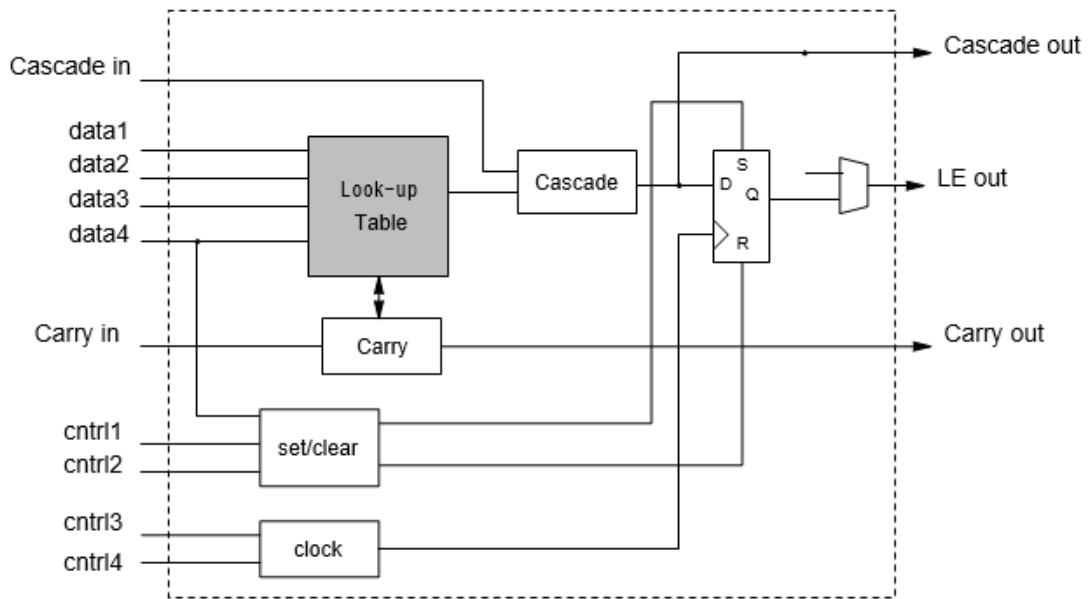 Cascade in
data1
data2
data3
data4
Carry in
cntrl1
cntrl2
cntrl3
cntrl4
Look-up
Table
Carry
set/clear
clock
Cascade
S
D
Q
R
Cascade out
LE out
Carry out